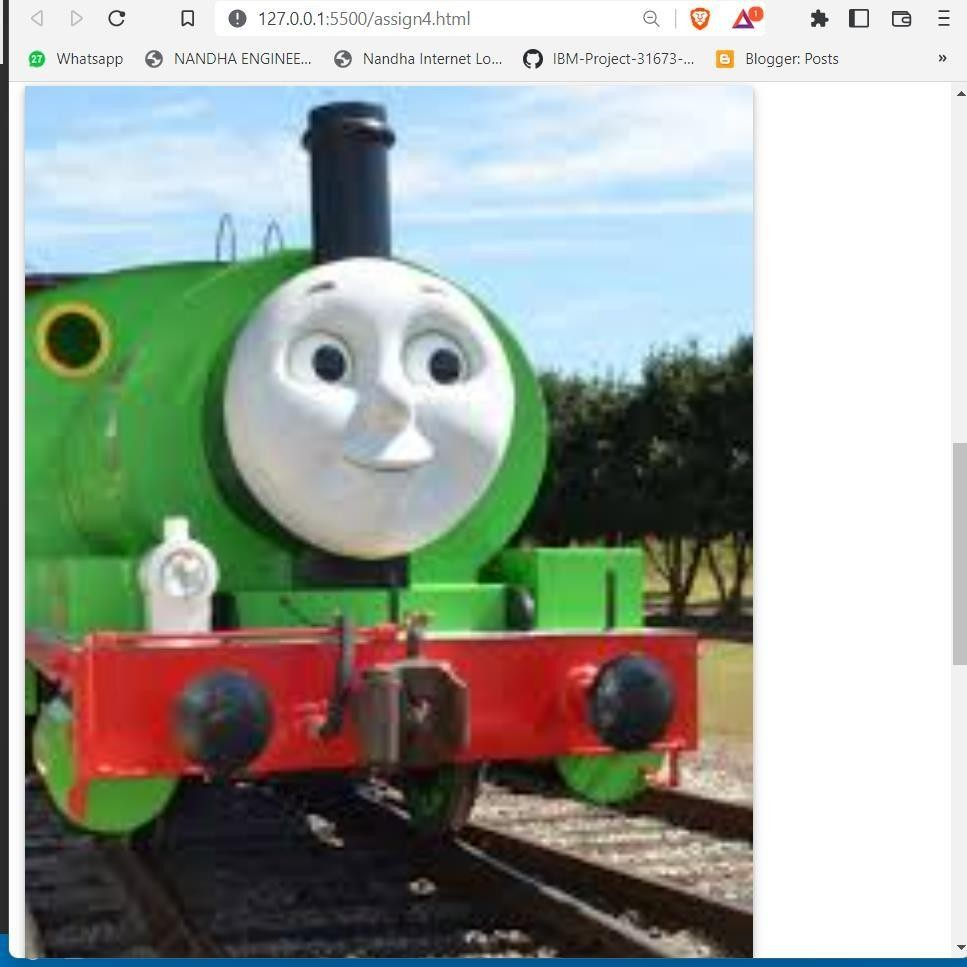 127.0.0.1:5500/assign4.html
1
27 Whatsapp NANDHA ENGINEE... Nandha Internet Lo... IBM-Project-31673-... Blogger: Posts »